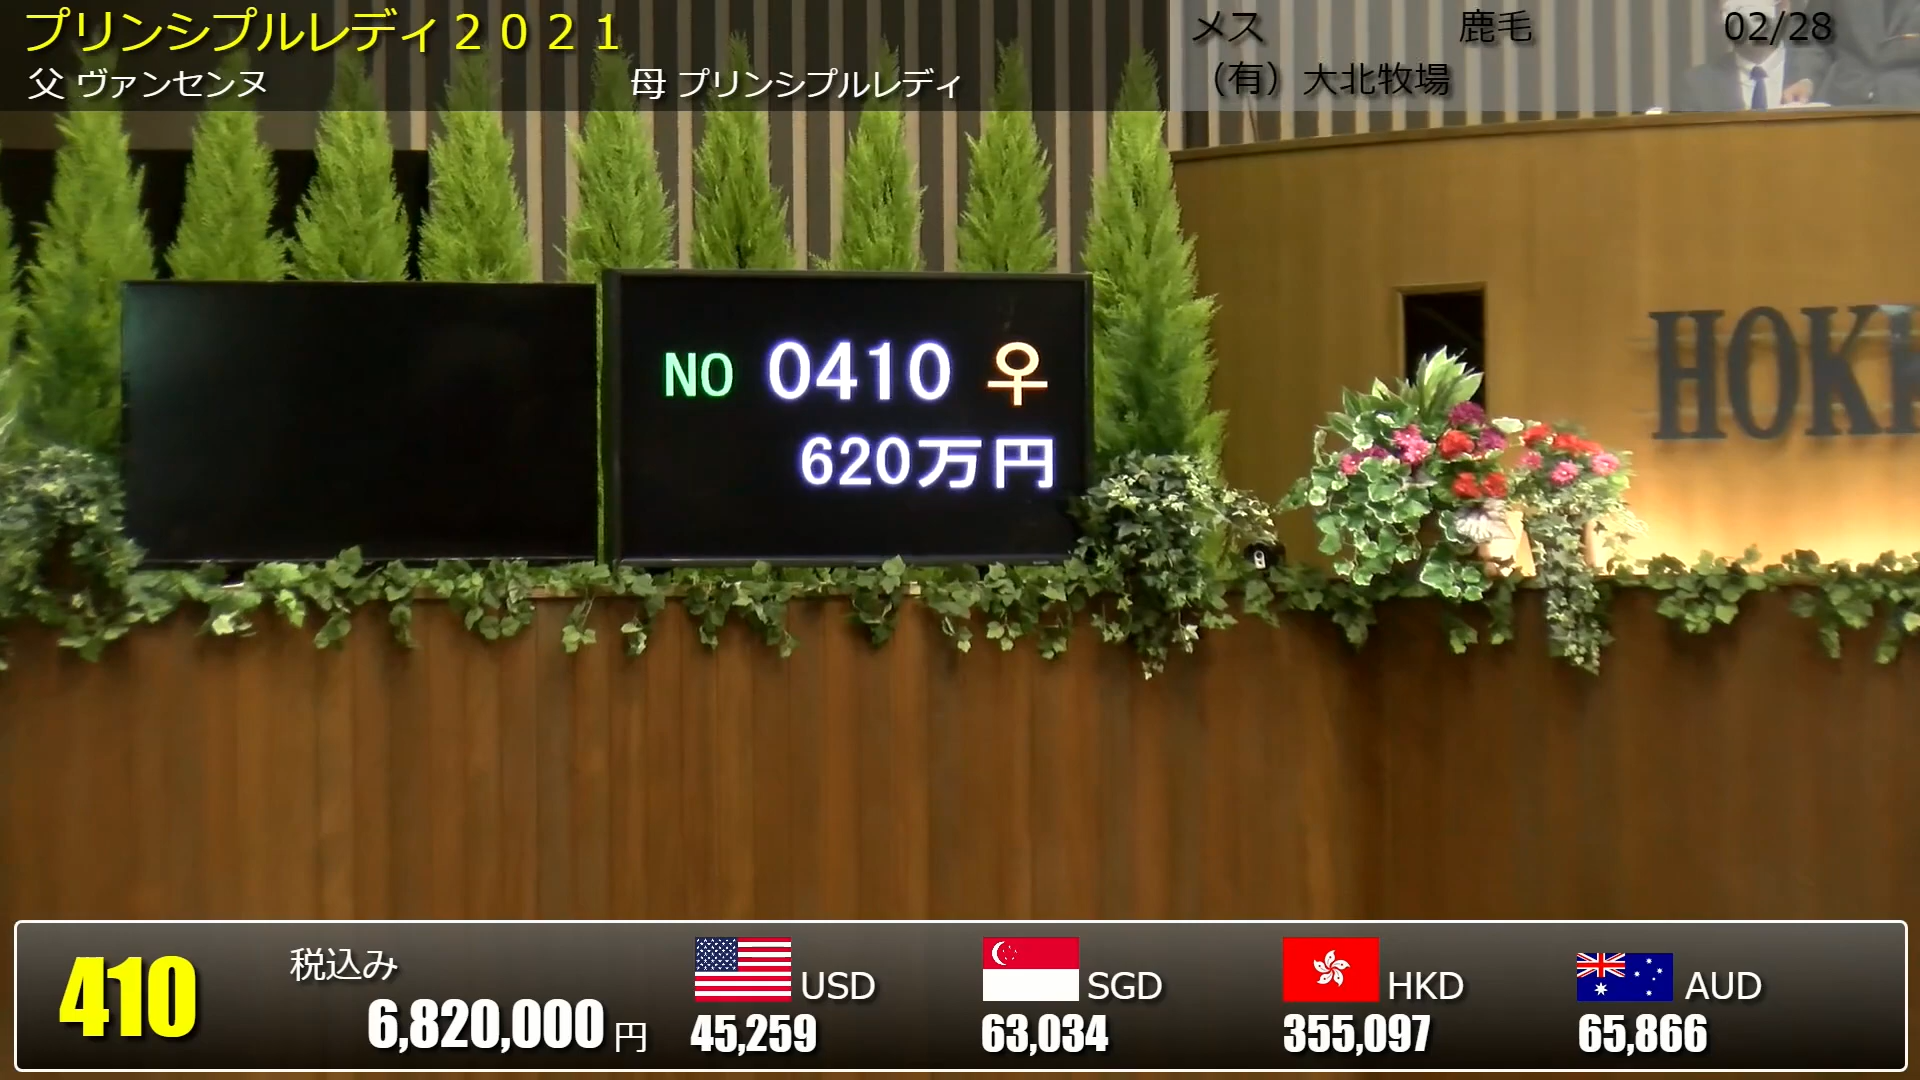 プリンシプルレディ２０２１
父 ヴァンセンヌ 母 プリンシプルレディ
メス 鹿毛 02/28
（有）大北牧場
NO 0410 ♀
620万円
HOK
410
税込み
6,820,000 円
USD
45,259
SGD
63,034
HKD
355,097
AUD
65,866